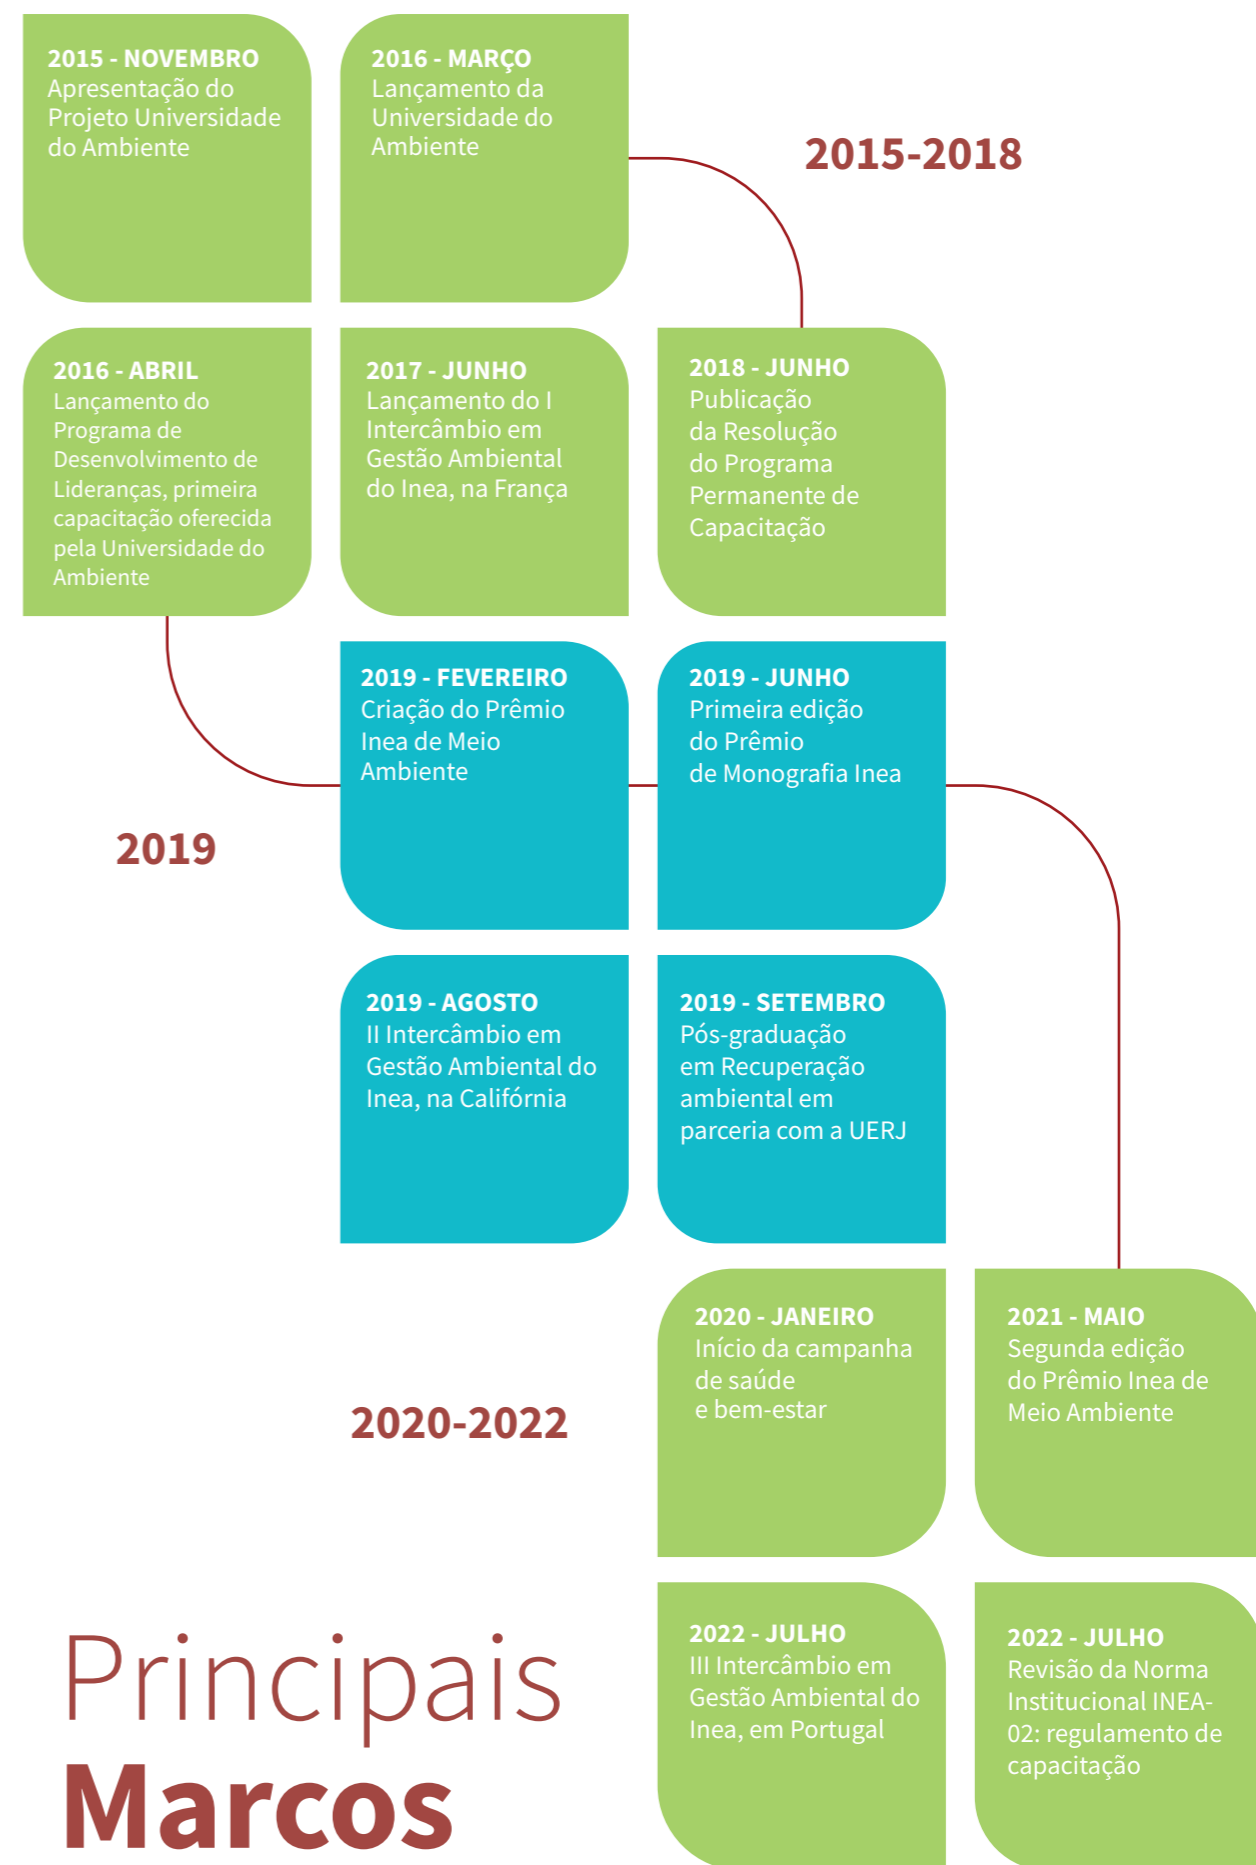 2015 - NOVEMBRO
Apresentação do
Projeto Universidade
do Ambiente
2016 - MARÇO
Lançamento da
Universidade do
Ambiente
2015-2018
2016 - ABRIL
Lançamento do
Programa de
Desenvolvimento de
Lideranças, primeira
capacitação oferecida
pela Universidade do
Ambiente
2017 - JUNHO
Lançamento do I
Intercâmbio em
Gestão Ambiental
do Inea, na França
2018 - JUNHO
Publicação
da Resolução
do Programa
Permanente de
Capacitação
2019 - FEVEREIRO
Criação do Prêmio
Inea de Meio
Ambiente
2019 - JUNHO
Primeira edição
do Prêmio
de Monografia Inea
2019
2019 - AGOSTO
II Intercâmbio em
Gestão Ambiental do
Inea, na Califórnia
2019 - SETEMBRO
Pós-graduação
em Recuperação
ambiental em
parceria com a UERJ
2020-2022
2020 - JANEIRO
Início da campanha
de saúde
e bem-estar
2021 - MAIO
Segunda edição
do Prêmio Inea de
Meio Ambiente
2022 - JULHO
III Intercâmbio em
Gestão Ambiental do
Inea, em Portugal
2022 - JULHO
Revisão da Norma
Institucional INEA-
02: regulamento de
capacitação
Principais
Marcos